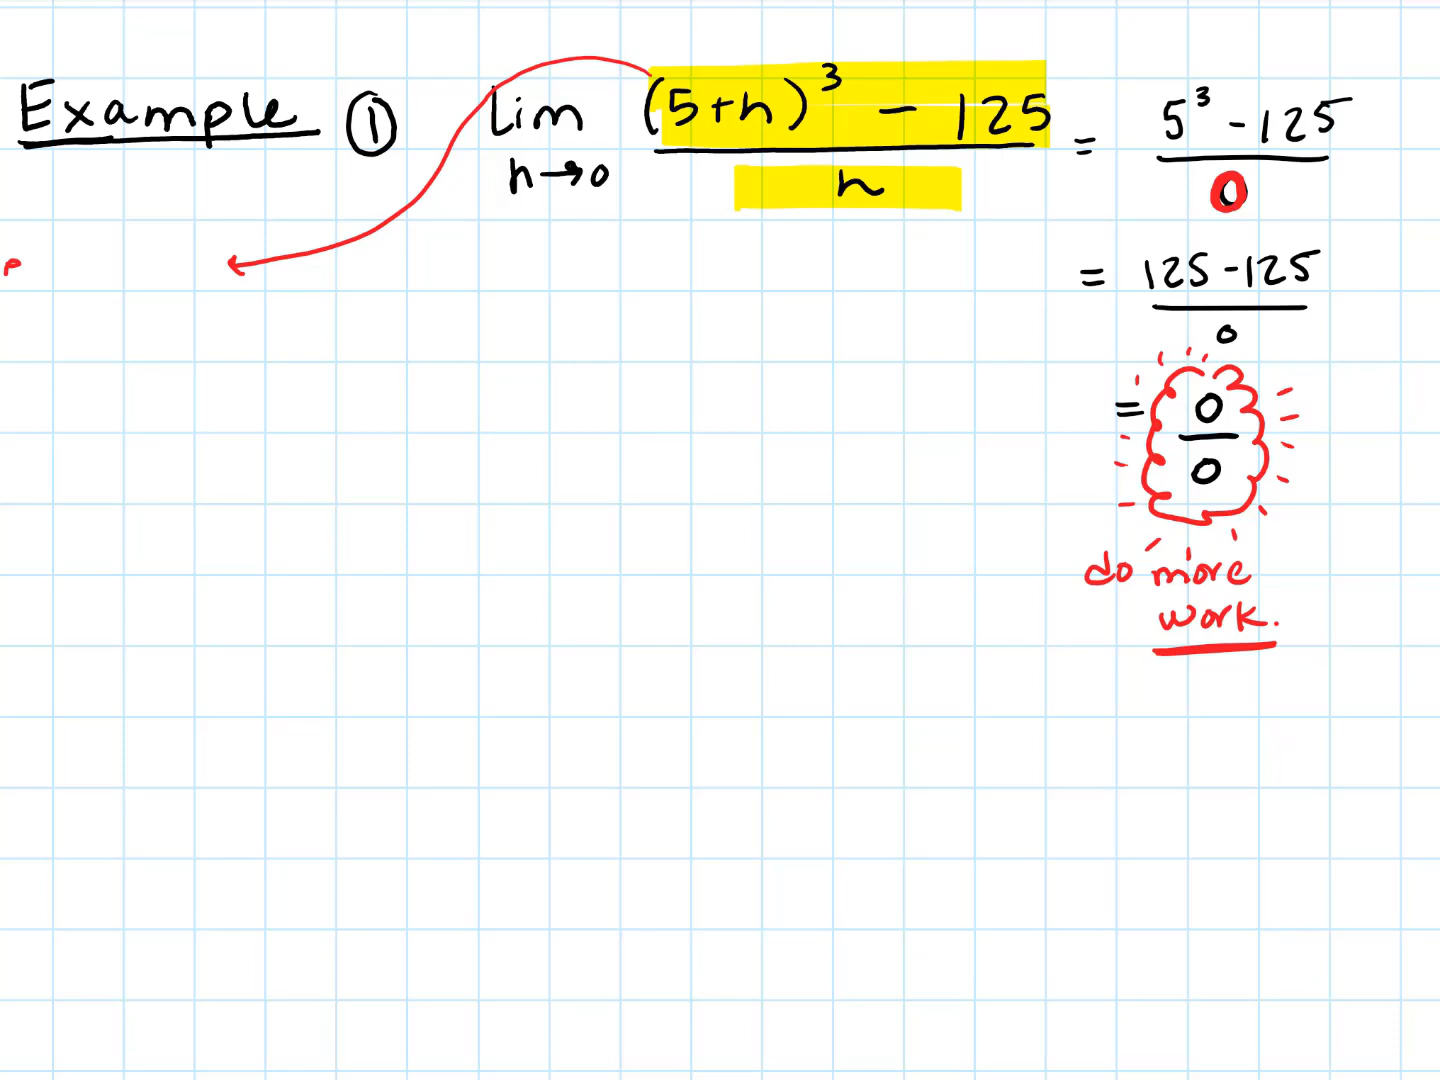 Example ① lim h→0 ((5+h)³ - 125)/h = (5³ - 125)/0
= (125 - 125)/0
= 0/0
do more
work.